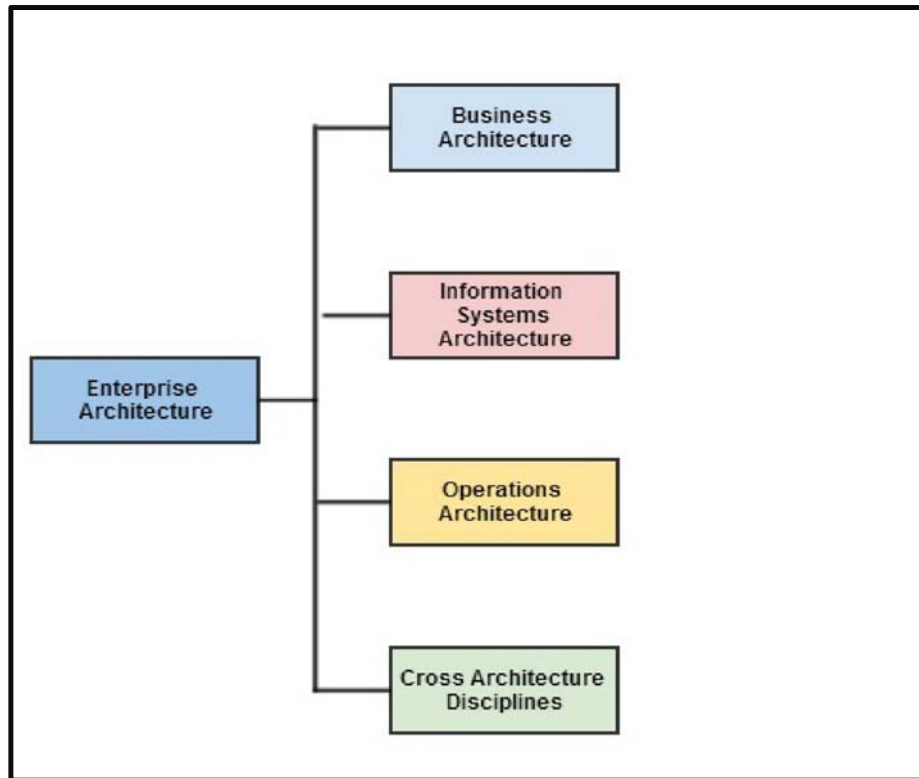 Business
Architecture
Information
Systems
Architecture
Enterprise
Architecture
Operations
Architecture
Cross Architecture
Disciplines